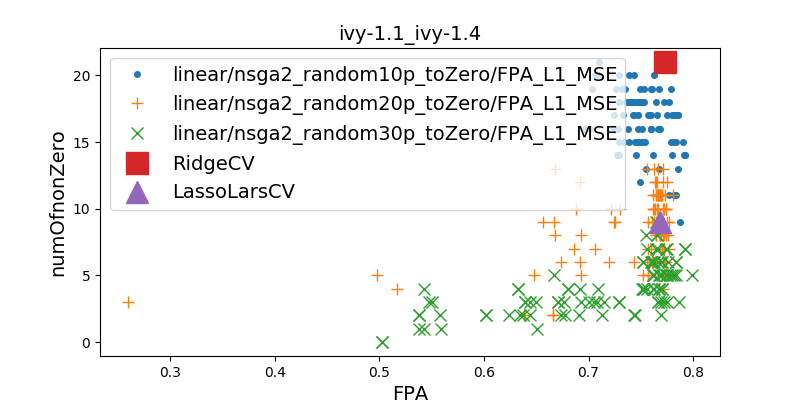 ivy-1.1_ivy-1.4
linear/nsga2_random10p_toZero/FPA_L1_MSE
linear/nsga2_random20p_toZero/FPA_L1_MSE
linear/nsga2_random30p_toZero/FPA_L1_MSE
RidgeCV
LassoLarsCV
numOfnonZero
20
15
10
5
0
0.3 0.4 0.5 0.6 0.7 0.8
FPA